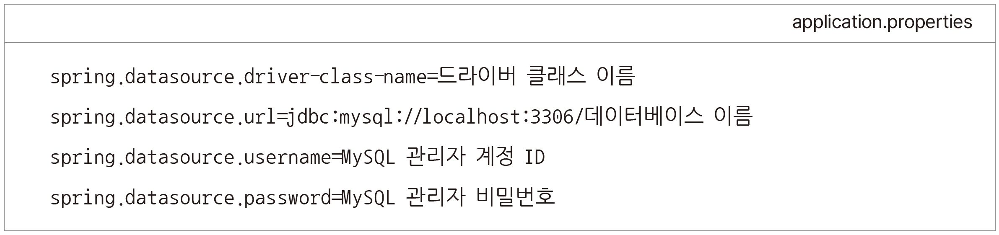 application.properties
spring.datasource.driver-class-name=드라이버 클래스 이름
spring.datasource.url=jdbc:mysql://localhost:3306/데이터베이스 이름
spring.datasource.username=MySQL 관리자 계정 ID
spring.datasource.password=MySQL 관리자 비밀번호